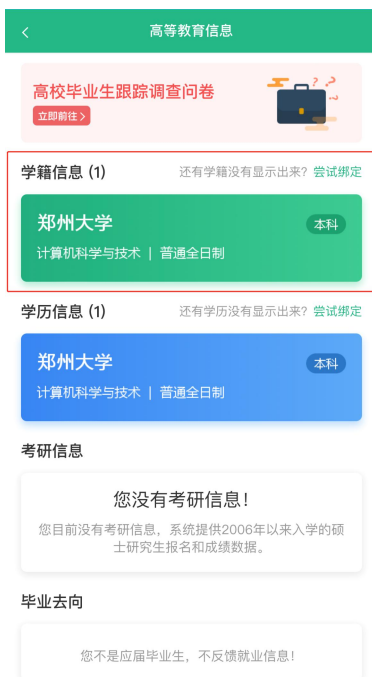 高等教育信息
高校毕业生跟踪调查问卷
立即前往>
学籍信息 (1)
还有学籍没有显示出来? 尝试绑定
郑州大学
本科
计算机科学与技术 | 普通全日制
学历信息 (1)
还有学历没有显示出来? 尝试绑定
郑州大学
本科
计算机科学与技术 | 普通全日制
考研信息
您没有考研信息!
您目前没有考研信息，系统提供2006年以来入学的硕
士研究生报名和成绩数据。
毕业去向
您不是应届毕业生，不反馈就业信息!